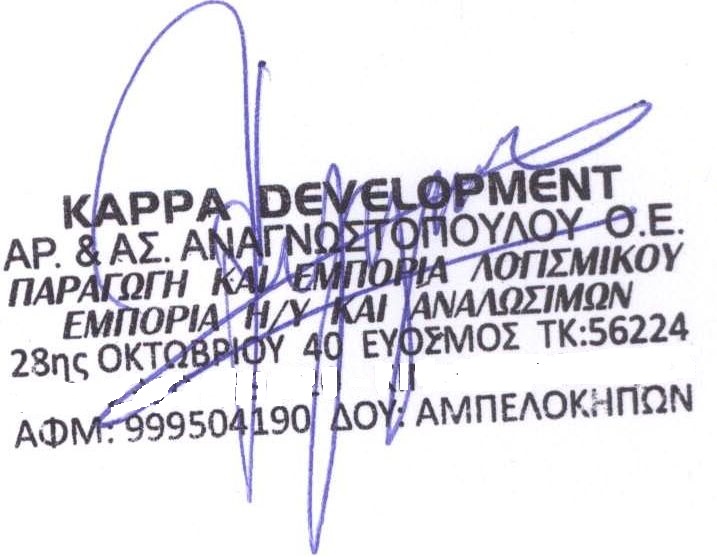 KAPPA DEVELOPMENT
ΑΡ. & ΑΣ. ΑΝΑΓΝΩΣΤΟΠΟΥΛΟΥ Ο.Ε.
ΠΑΡΑΓΩΓΗ ΚΑΙ ΕΜΠΟΡΙΑ ΛΟΓΙΣΜΙΚΟΥ
ΕΜΠΟΡΙΑ Η/Υ ΚΑΙ ΑΝΑΛΩΣΙΜΩΝ
28ης ΟΚΤΩΒΡΙΟΥ 40 ΕΥΟΣΜΟΣ ΤΚ:56224
ΑΦΜ: 999504190 ΔΟΥ: ΑΜΠΕΛΟΚΗΠΩΝ